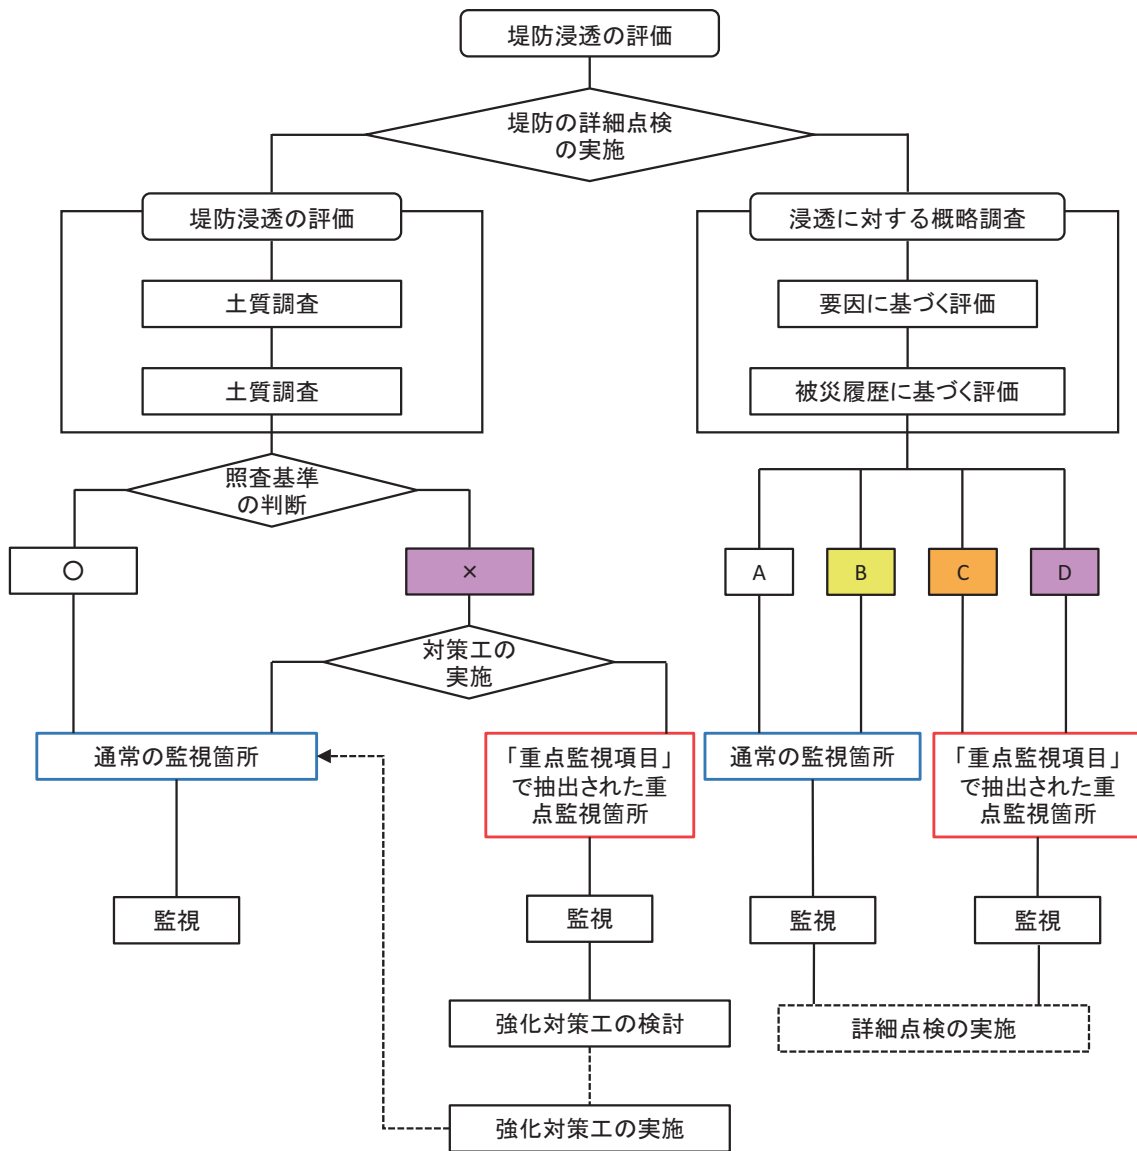 堤防浸透の評価
堤防の詳細点検
の実施
堤防浸透の評価
土質調査
土質調査
照査基準
の判断
〇
×
対策工の
実施
通常の監視箇所
「重点監視項目」
で抽出された重
点監視箇所
監視
監視
強化対策工の検討
強化対策工の実施
浸透に対する概略調査
要因に基づく評価
被災履歴に基づく評価
A
B
C
D
通常の監視箇所
「重点監視項目」
で抽出された重
点監視箇所
監視
監視
詳細点検の実施